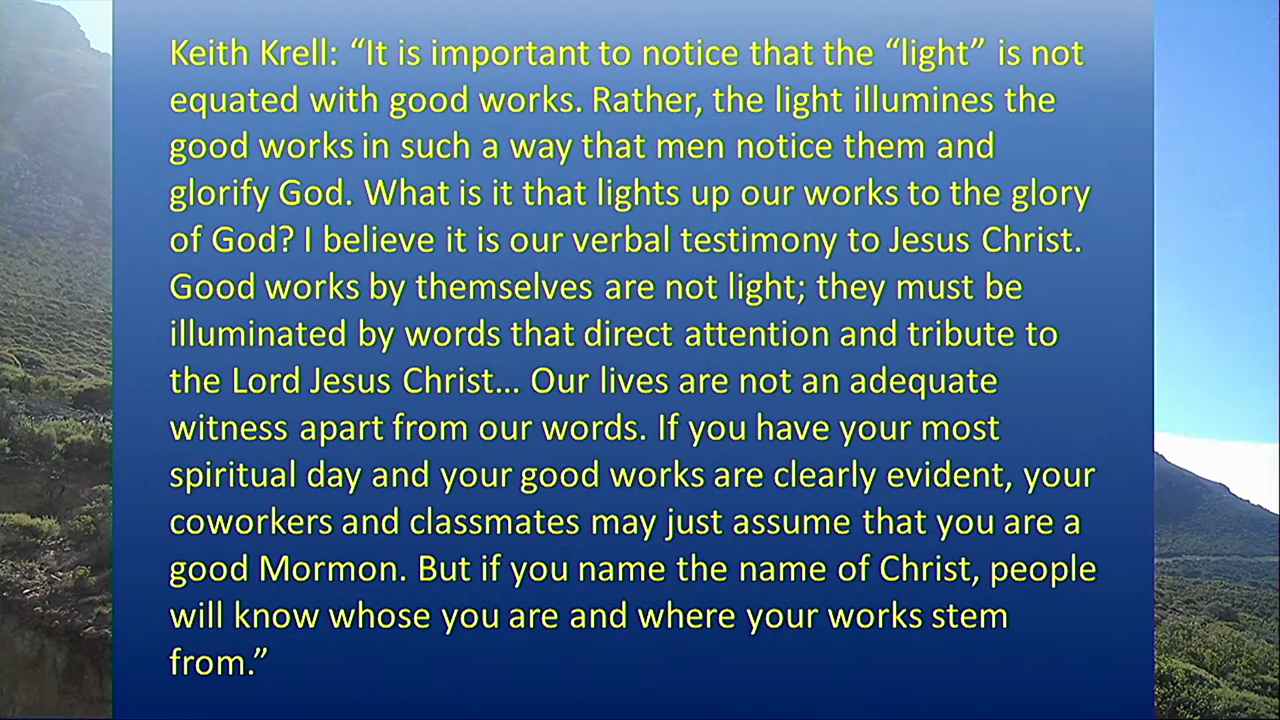 Keith Krell: “It is important to notice that the “light” is not
equated with good works. Rather, the light illumines the
good works in such a way that men notice them and
glorify God. What is it that lights up our works to the glory
of God? I believe it is our verbal testimony to Jesus Christ.
Good works by themselves are not light; they must be
illuminated by words that direct attention and tribute to
the Lord Jesus Christ... Our lives are not an adequate
witness apart from our words. If you have your most
spiritual day and your good works are clearly evident, your
coworkers and classmates may just assume that you are a
good Mormon. But if you name the name of Christ, people
will know whose you are and where your works stem
from.”